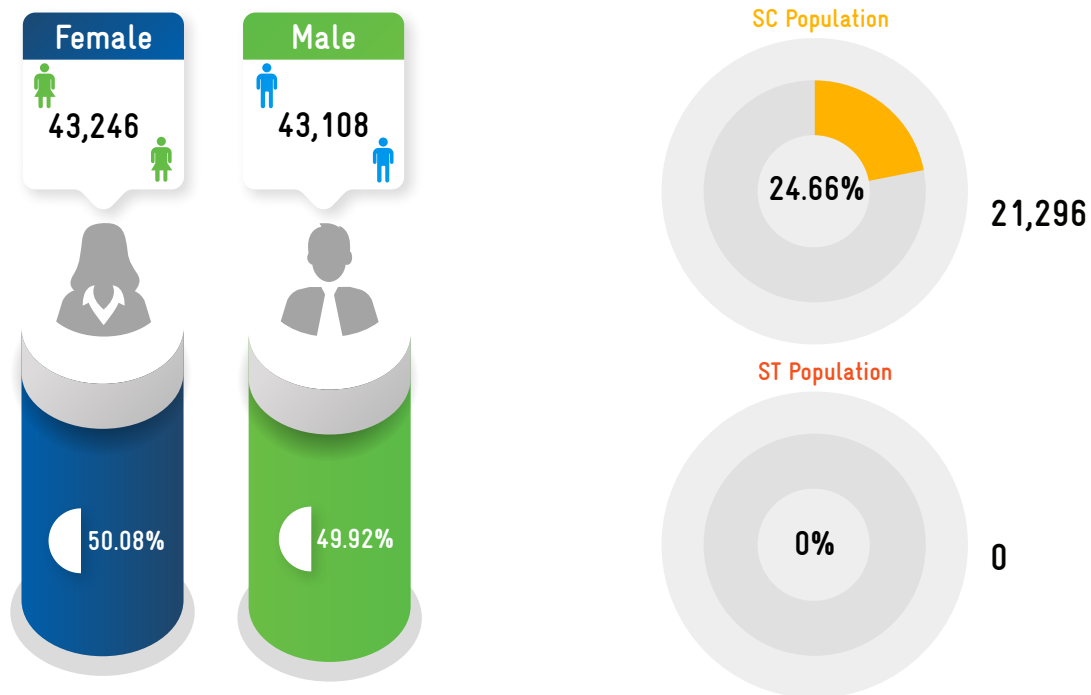 Female
43,246
50.08%
Male
43,108
49.92%
SC Population
24.66%
21,296
ST Population
0%
0